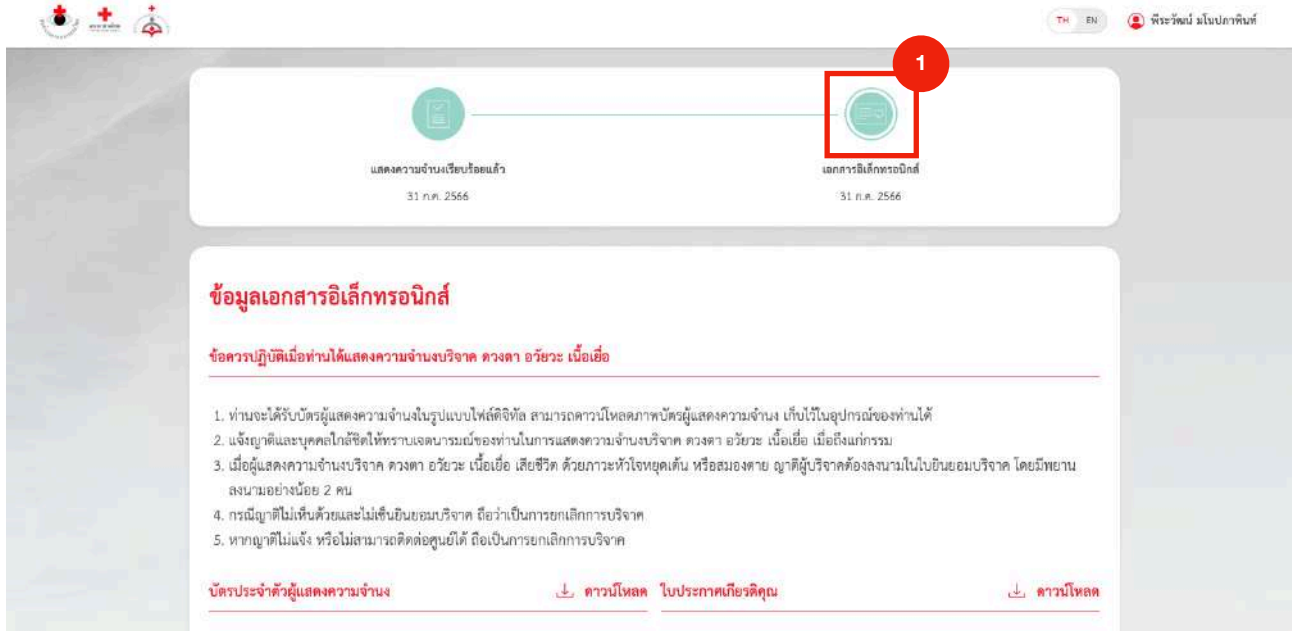 TH EN พีระวัฒน์ มโนปภาพินท์
1
แสดงความจำนงเรียบร้อยแล้ว
31 ก.ค. 2566
เอกสารอิเล็กทรอนิกส์
31 ก.ค. 2566
ข้อมูลเอกสารอิเล็กทรอนิกส์
ข้อควรปฏิบัติเมื่อท่านได้แสดงความจำนงบริจาค ดวงตา อวัยวะ เนื้อเยื่อ
1. ท่านจะได้รับบัตรผู้แสดงความจำนงในรูปแบบไฟล์ดิจิทัล สามารถดาวน์โหลดภาพบัตรผู้แสดงความจำนง เก็บไว้ในอุปกรณ์ของท่านได้
2. แจ้งญาติและบุคคลใกล้ชิดให้ทราบเจตนารมณ์ของท่านในการแสดงความจำนงบริจาค ดวงตา อวัยวะ เนื้อเยื่อ เมื่อถึงแก่กรรม
3. เมื่อผู้แสดงความจำนงบริจาค ดวงตา อวัยวะ เนื้อเยื่อ เสียชีวิต ด้วยภาวะหัวใจหยุดเต้น หรือสมองตาย ญาติผู้บริจาคต้องลงนามในใบยินยอมบริจาค โดยมีพยาน
ลงนามอย่างน้อย 2 คน
4. กรณีญาติไม่เห็นด้วยและไม่เซ็นยินยอมบริจาค ถือว่าเป็นการยกเลิกการบริจาค
5. หากญาติไม่แจ้ง หรือไม่สามารถติดต่อศูนย์ได้ ถือเป็นการยกเลิกการบริจาค
บัตรประจำตัวผู้แสดงความจำนง ดาวน์โหลด ใบประกาศเกียรติคุณ ดาวน์โหลด